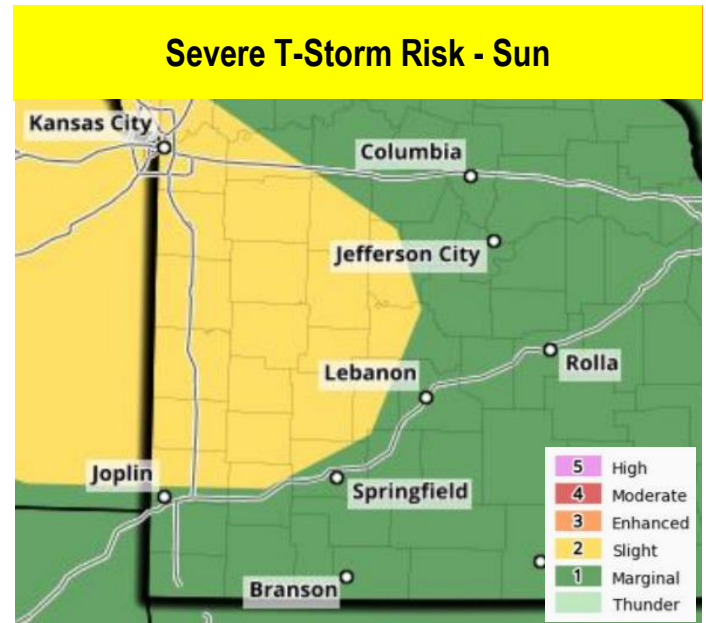 Severe T-Storm Risk - Sun
Kansas City
Columbia
Jefferson City
Lebanon
Rolla
Joplin
Springfield
Branson
5 High
4 Moderate
3 Enhanced
2 Slight
1 Marginal
Thunder